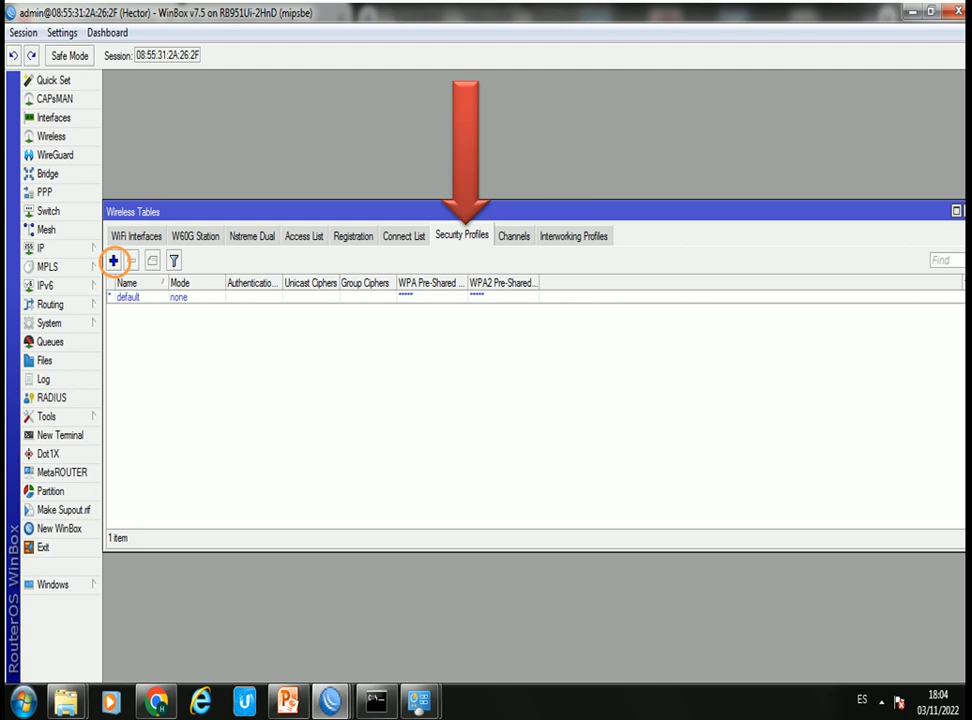 admin@08:55:31:2A:26:2F (Hector) - WinBox v7.5 on RB951Ui-2HnD (mipsbe)
Session Settings Dashboard
Safe Mode Session: 08:55:31:2A:26:2F
Quick Set
CAPsMAN
Interfaces
Wireless
WireGuard
Bridge
PPP
Switch
Mesh
IP
MPLS
IPv6
Routing
System
Queues
Files
Log
RADIUS
Tools
New Terminal
Dot1X
MetaROUTER
Partition
Make Supout.rif
New WinBox
Exit
Windows
RouterOS WinBox
Wireless Tables
WiFi Interfaces W60G Station Nstreme Dual Access List Registration Connect List Security Profiles Channels Interworking Profiles
Find
Name / Mode Authenticatio... Unicast Ciphers Group Ciphers WPA Pre-Shared ... WPA2 Pre-Shared...
* default none ***** *****
1 item
ES 18:04
03/11/2022